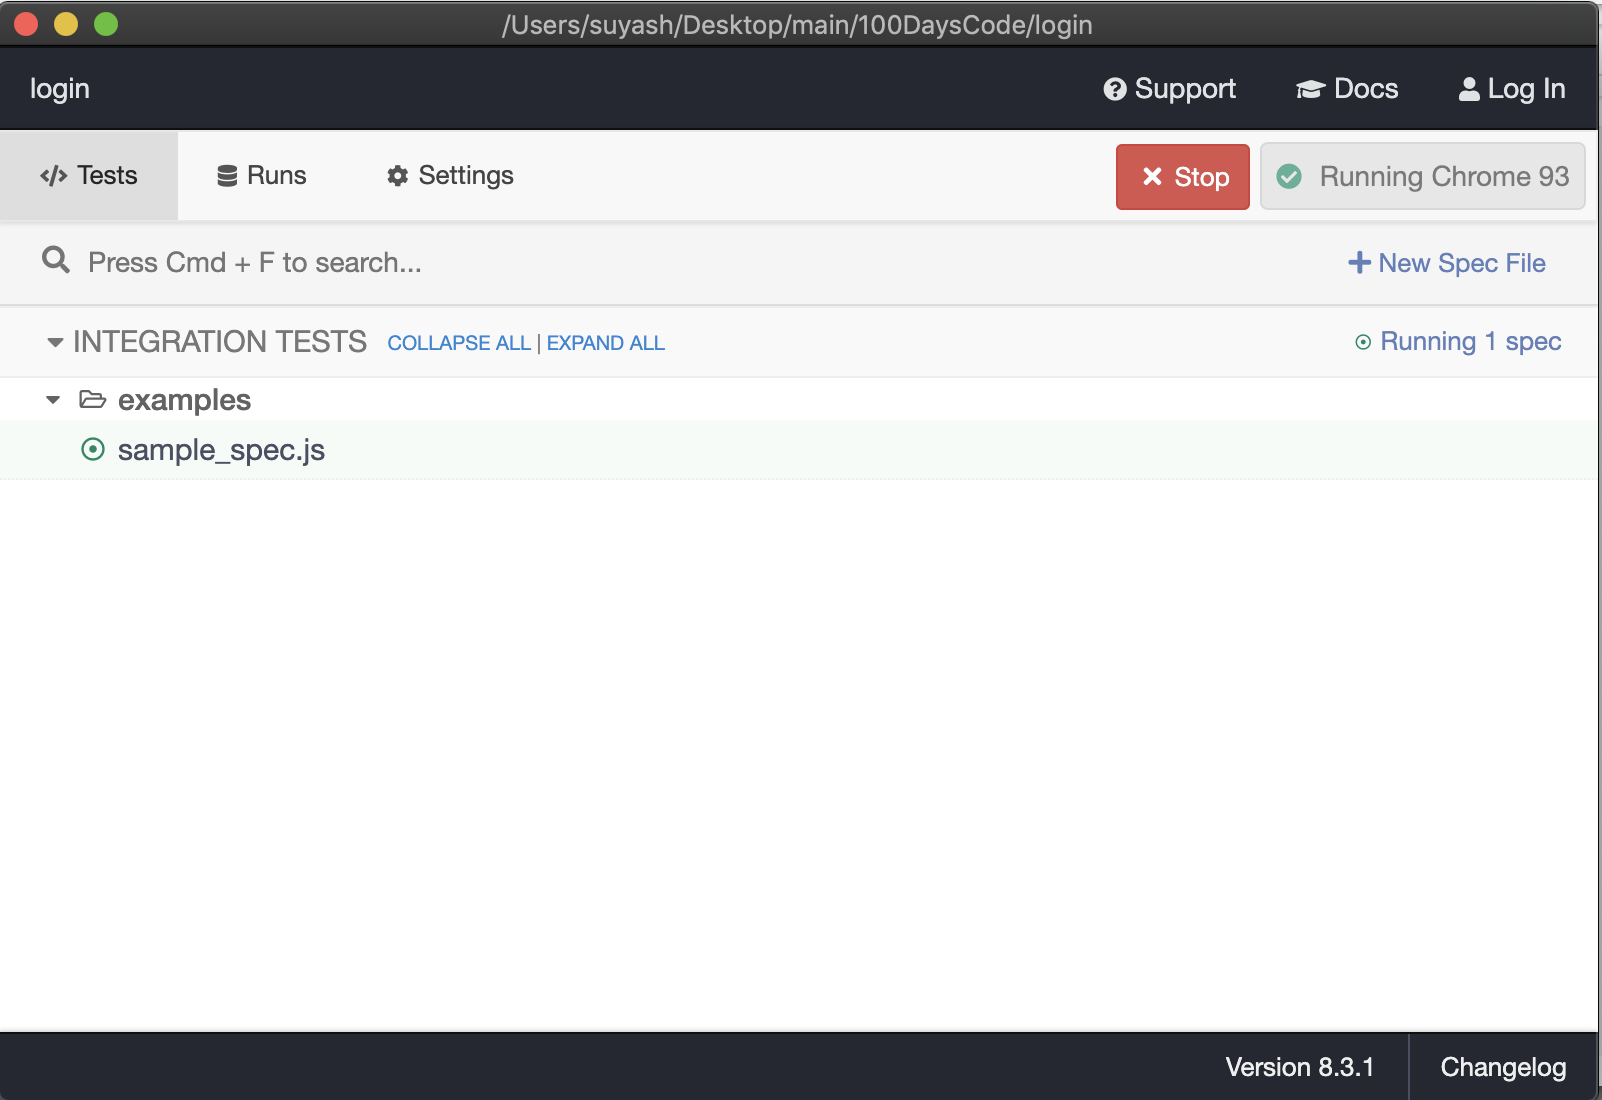 /Users/suyash/Desktop/main/100DaysCode/login
login Support Docs Log In
Tests Runs Settings Stop Running Chrome 93
Press Cmd + F to search... New Spec File
INTEGRATION TESTS COLLAPSE ALL | EXPAND ALL Running 1 spec
examples
sample_spec.js
Version 8.3.1 Changelog